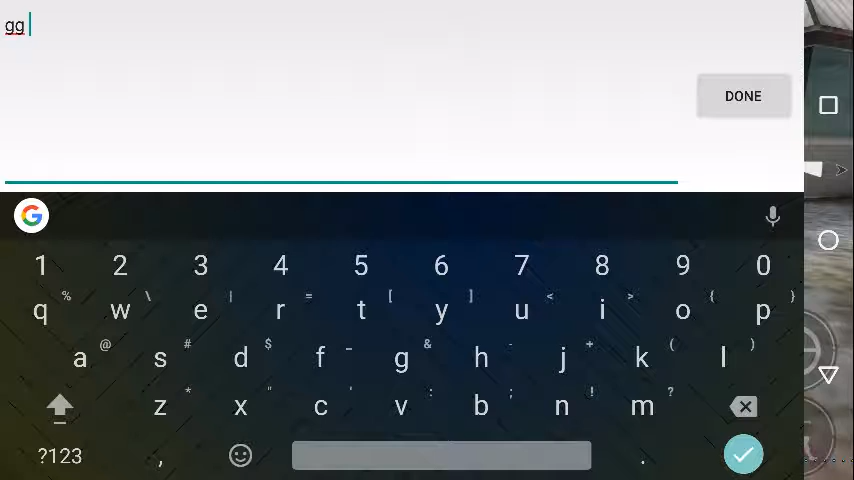 gg
DONE
G
1 2 3 4 5 6 7 8 9 0
q % w \ e | r = t [ y ] u < i > o { p }
a @ s # d $ f _ g & h - j + k ( l )
z * x " c ' v : b ; n ! m ?
?123 , .